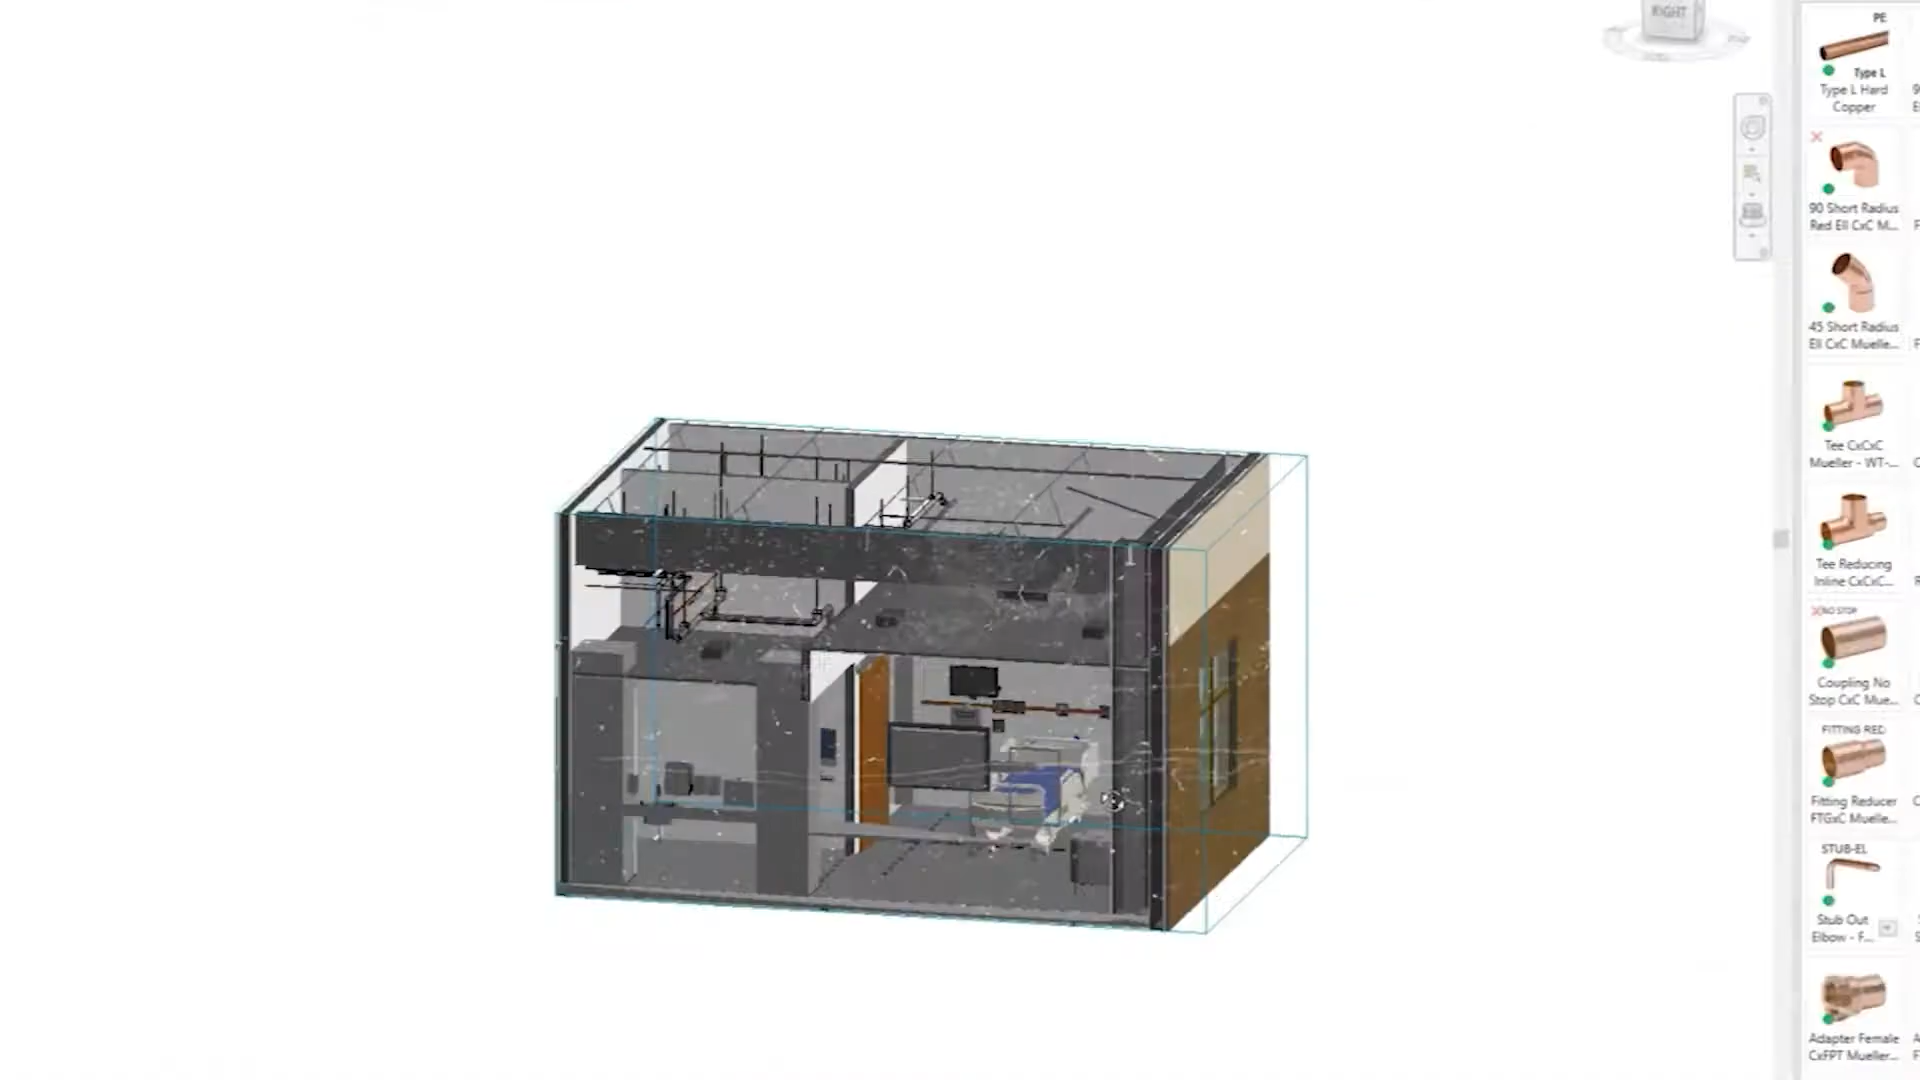 RIGHT
PE
Type L
Type L Hard
Copper
90 Short Radius
Red Ell CxC M...
45 Short Radius
Ell CxC Muelle...
Tee CxCxC
Mueller - WT-...
Tee Reducing
Inline CxCxC...
NO STOP
Coupling No
Stop CxC Mue...
FITTING RED
Fitting Reducer
FTGxC Muelle...
STUB-EL
Stub Out
Elbow - F...
Adapter Female
CxFPT Mueller...